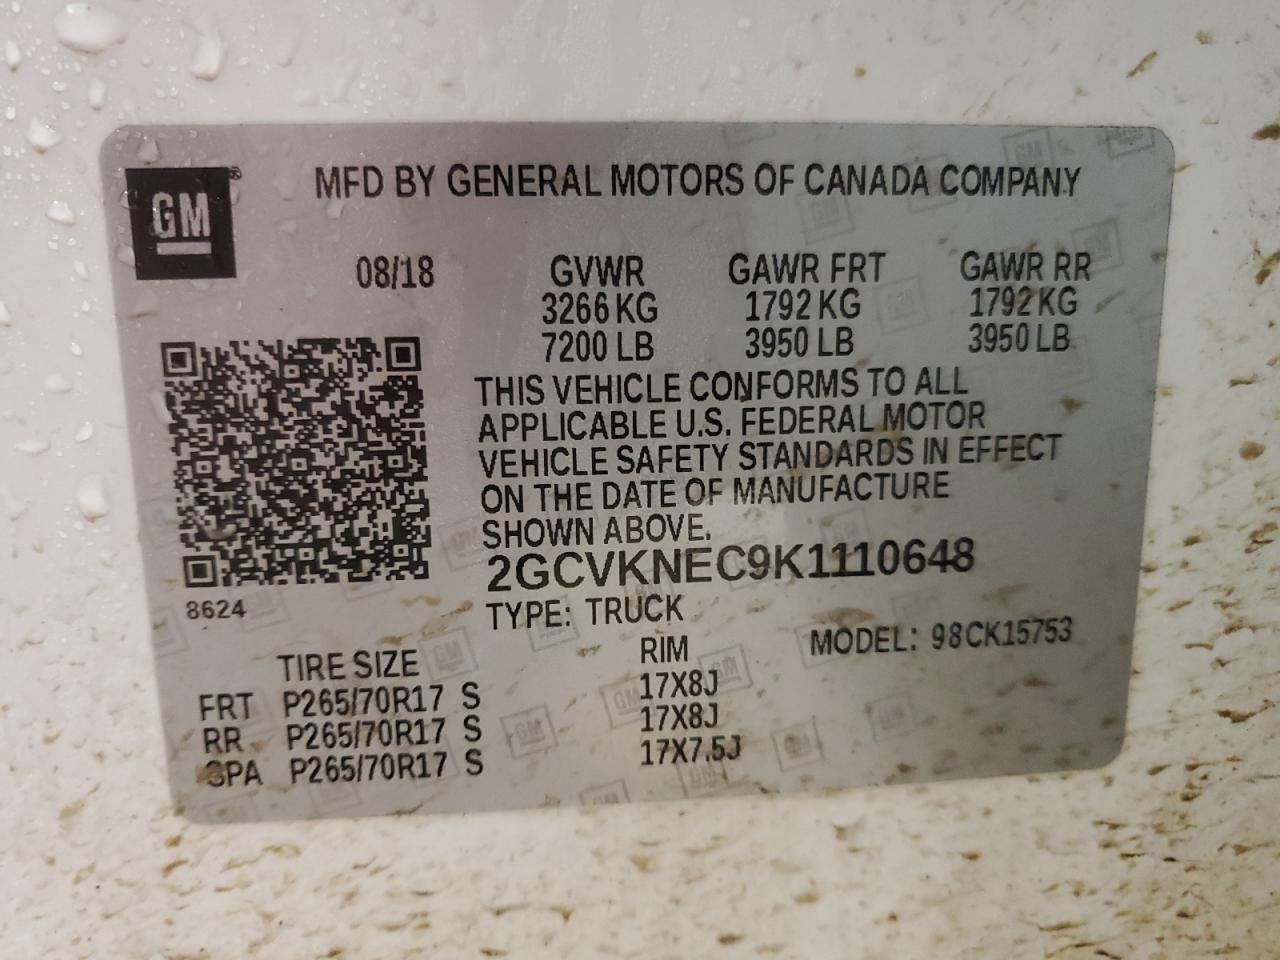 GM®
MFD BY GENERAL MOTORS OF CANADA COMPANY
08/18 GVWR GAWR FRT GAWR RR
3266 KG 1792 KG 1792 KG
7200 LB 3950 LB 3950 LB
THIS VEHICLE CONFORMS TO ALL
APPLICABLE U.S. FEDERAL MOTOR
VEHICLE SAFETY STANDARDS IN EFFECT
ON THE DATE OF MANUFACTURE
SHOWN ABOVE.
2GCVKNEC9K1110648
8624
TYPE: TRUCK
MODEL: 98CK15753
TIRE SIZE RIM
FRT P265/70R17 S 17X8J
RR P265/70R17 S 17X8J
SPA P265/70R17 S 17X7.5J